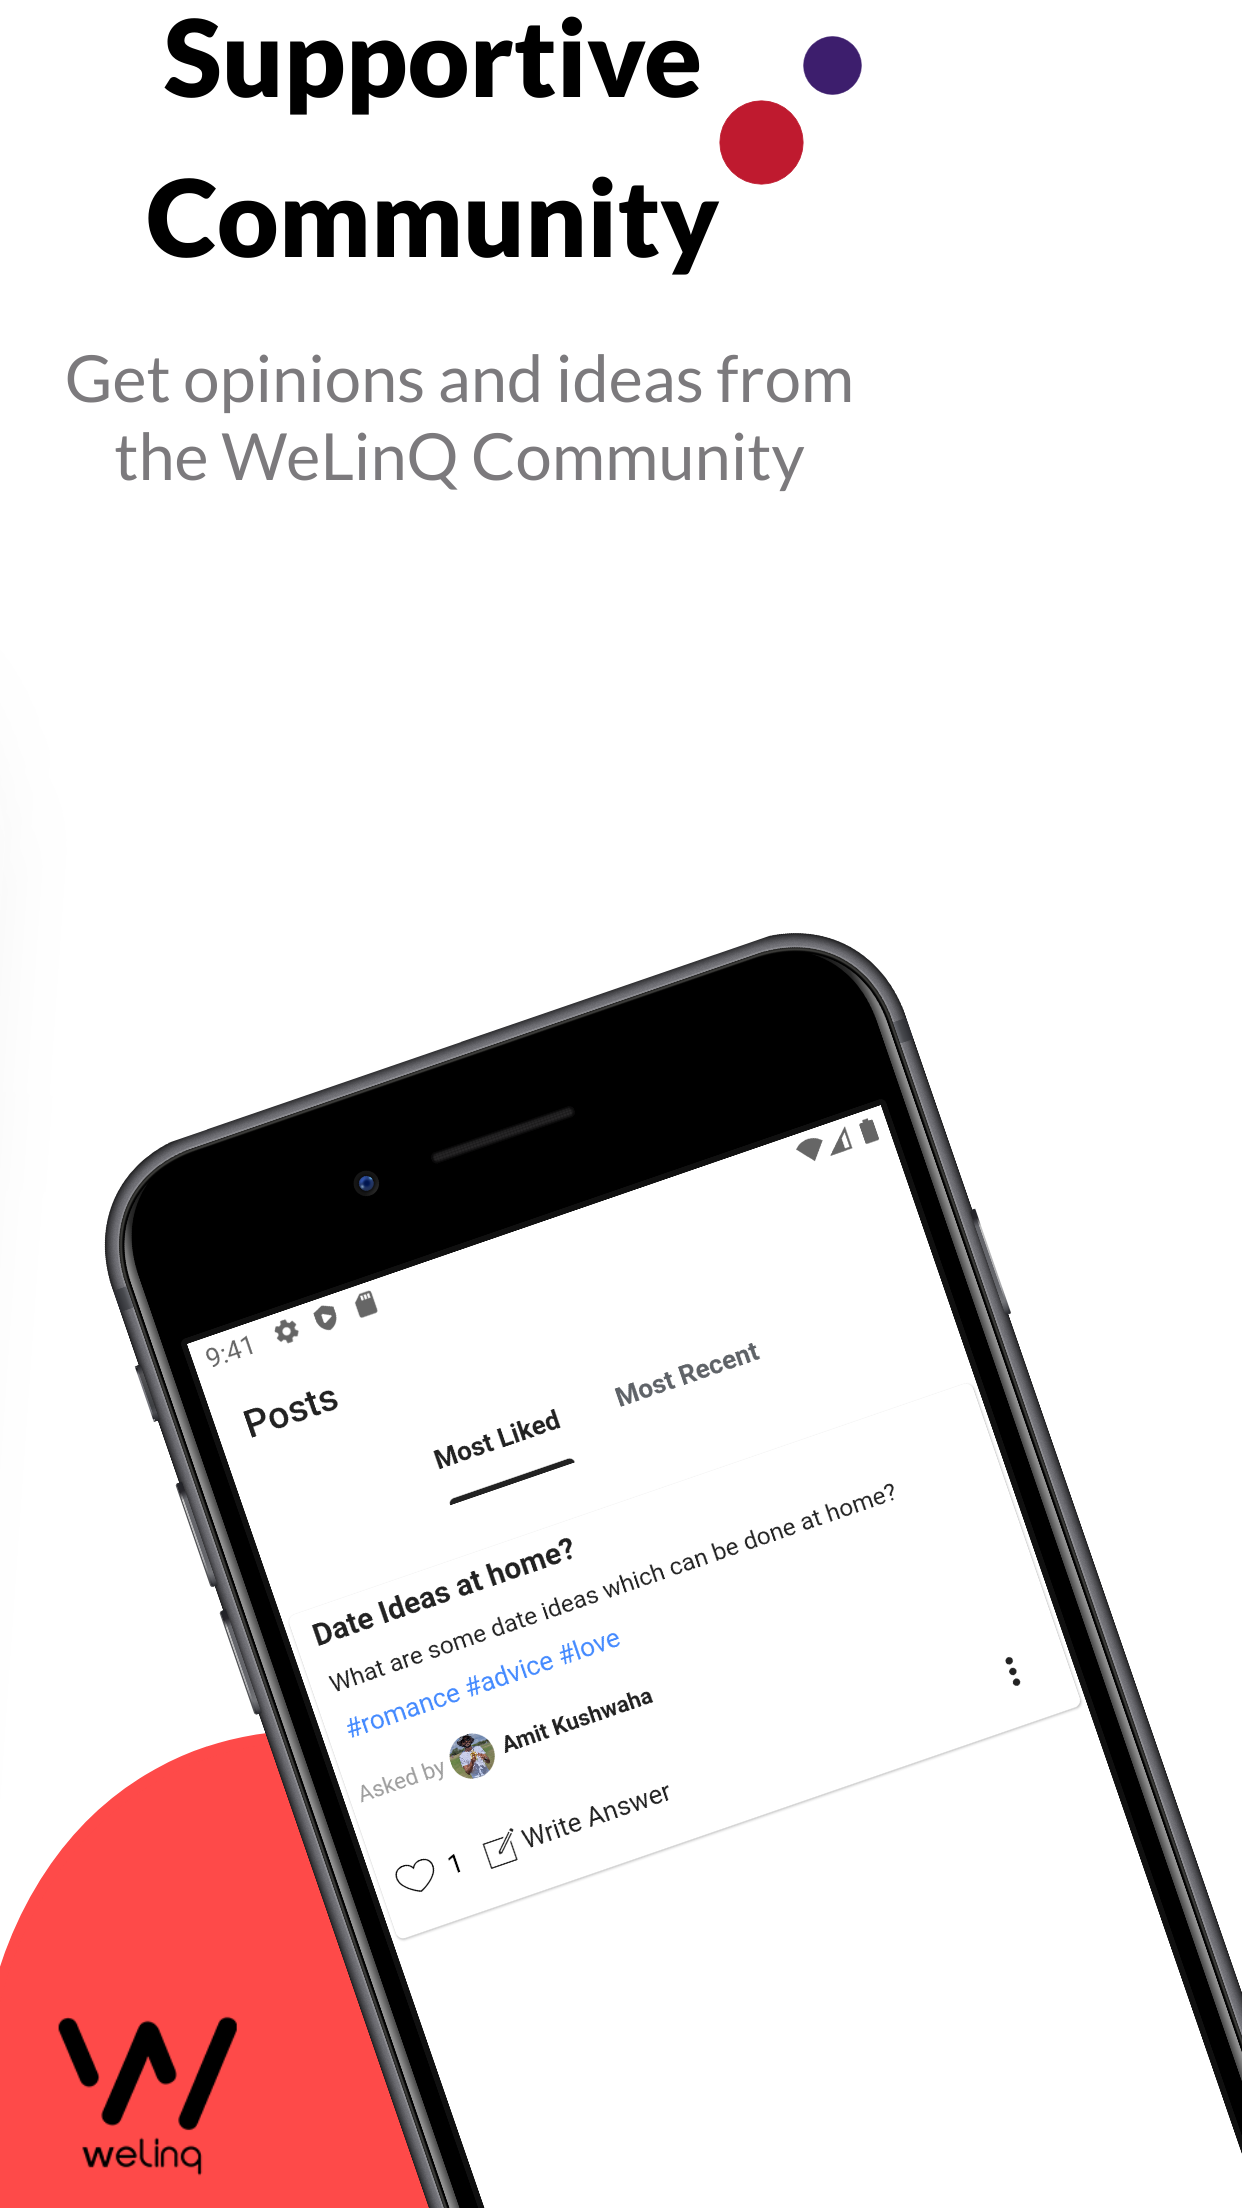 Supportive
Community
Get opinions and ideas from
the WeLinQ Community
9:41
Posts
Most Liked
Most Recent
Date Ideas at home?
What are some date ideas which can be done at home?
#romance #advice #love
Asked by Amit Kushwaha
1 Write Answer
welinq